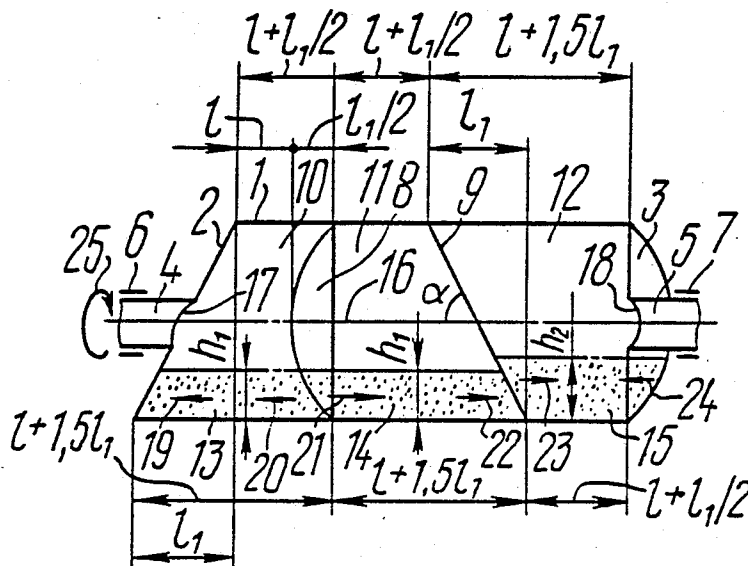 l+l₁/2 l+l₁/2 l+1,5l₁
l l₁/2 l₁
1 10 11 8 9 12 3
2 5
25 6 4 17 16 α 18 7
h₁ h₁ h₂
19 13 20 21 14 22 23 15 24
l+1,5l₁ l+1,5l₁ l+l₁/2
l₁